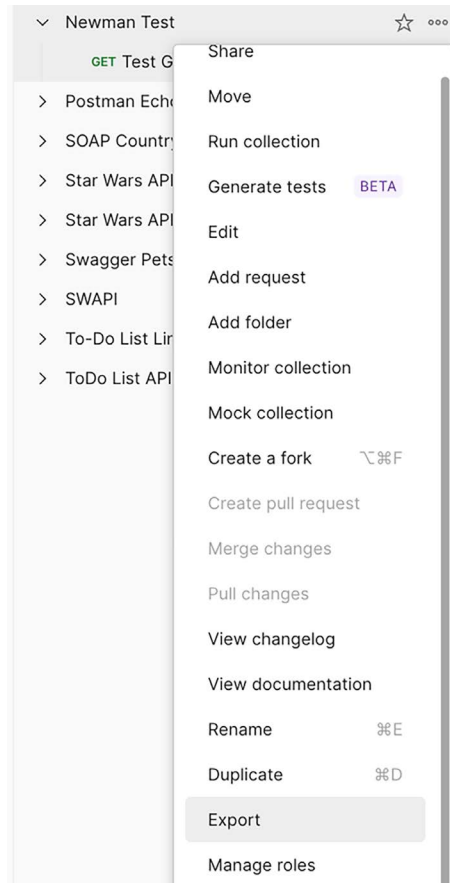 Newman Test
GET Test G
Share
Postman Echo
Move
SOAP Country
Run collection
Star Wars API
Generate tests BETA
Star Wars API
Edit
Swagger Pets
Add request
SWAPI
Add folder
To-Do List Lin
Monitor collection
ToDo List API
Mock collection
Create a fork ⌥⌘F
Create pull request
Merge changes
Pull changes
View changelog
View documentation
Rename ⌘E
Duplicate ⌘D
Export
Manage roles